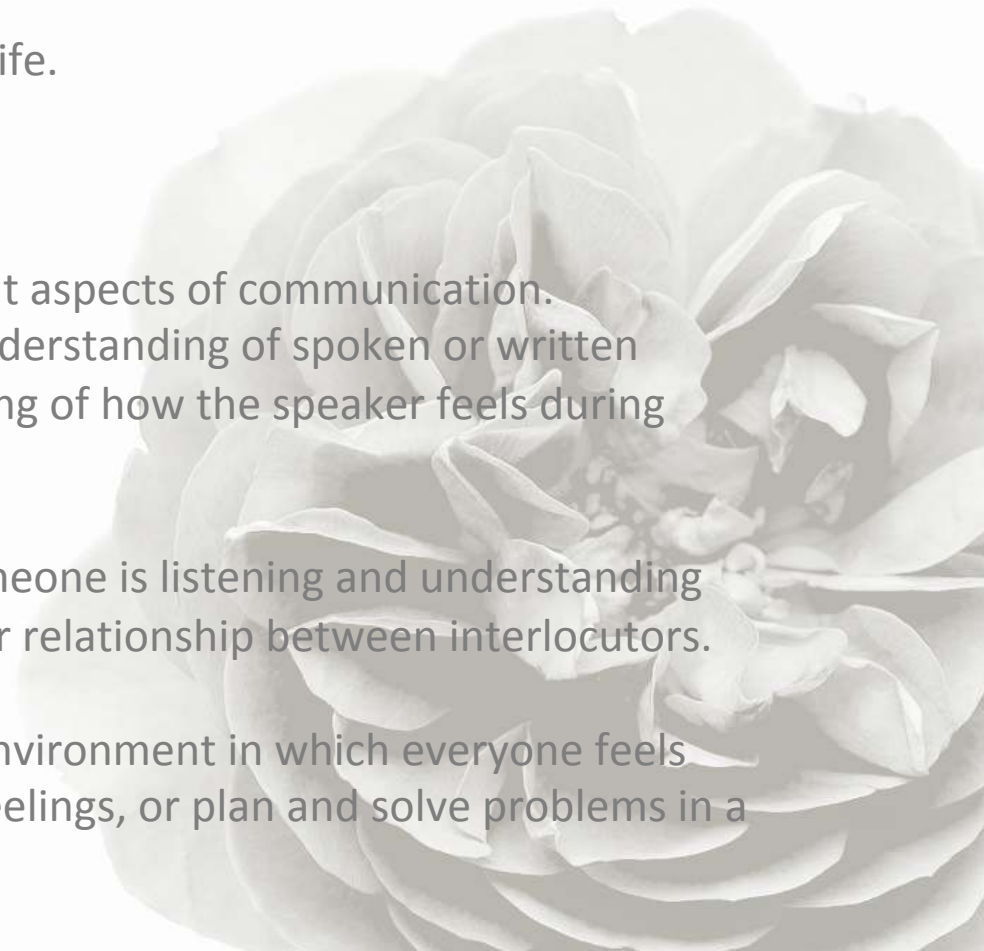 ife.
t aspects of communication.
derstanding of spoken or written
ng of how the speaker feels during
neone is listening and understanding
r relationship between interlocutors.
nvironment in which everyone feels
eelings, or plan and solve problems in a